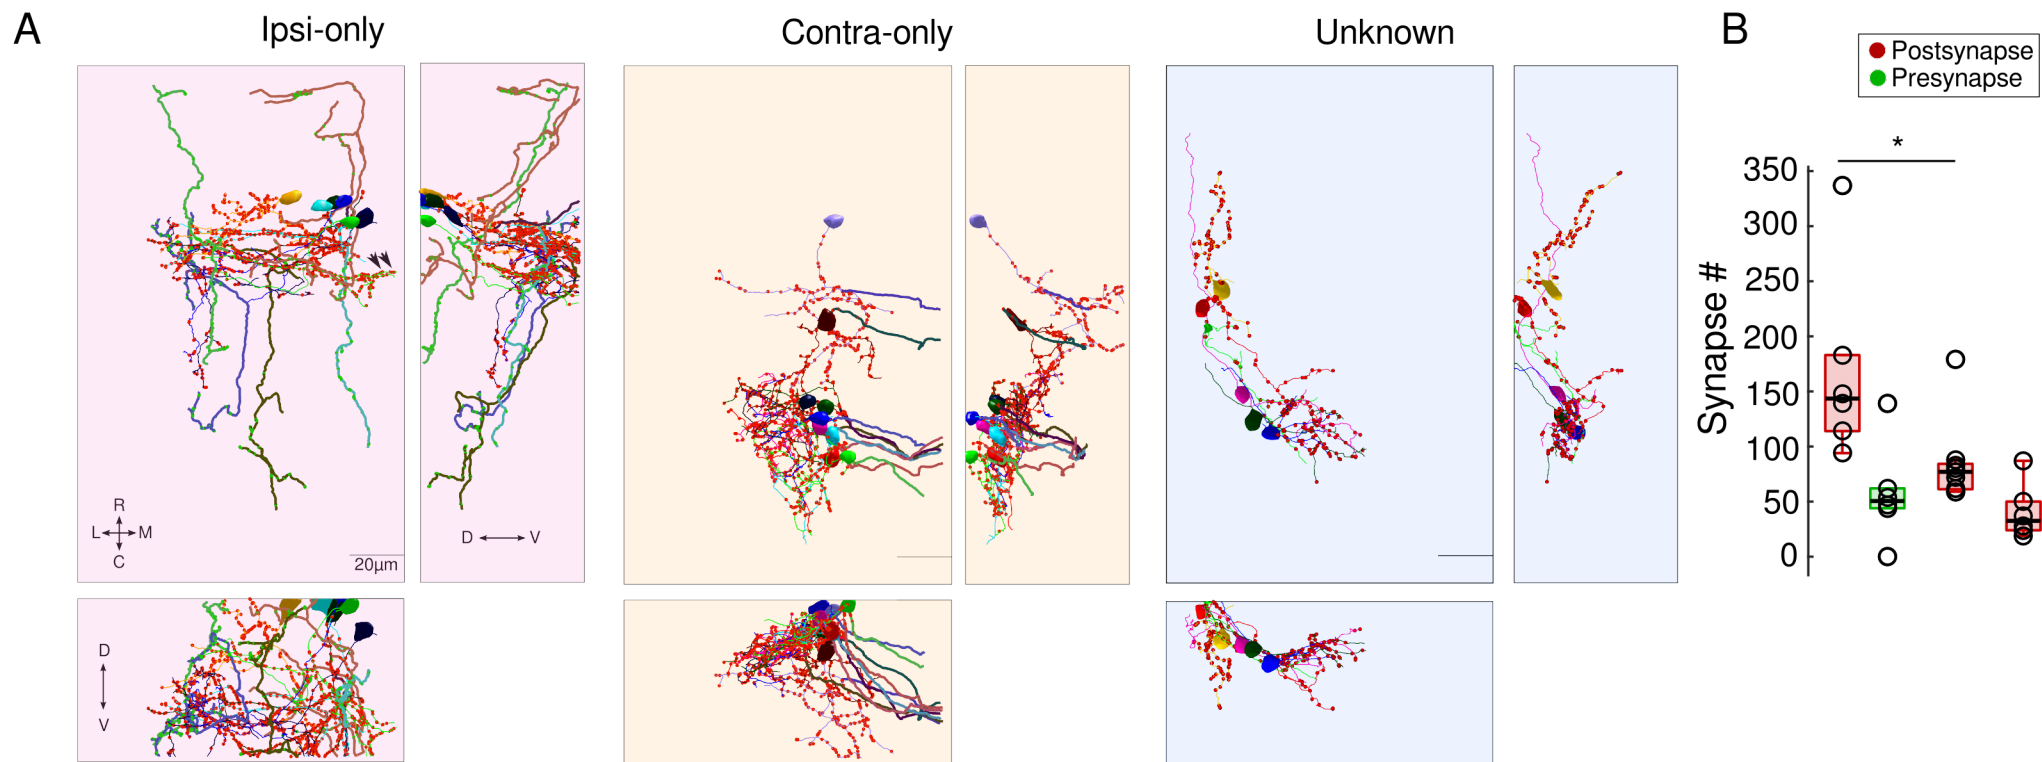 A
Ipsi-only
Contra-only
Unknown
B
Postsynapse
Presynapse
*
350
300
250
200
150
100
50
0
Synapse #
R
L M
C
20µm
D V
D
V